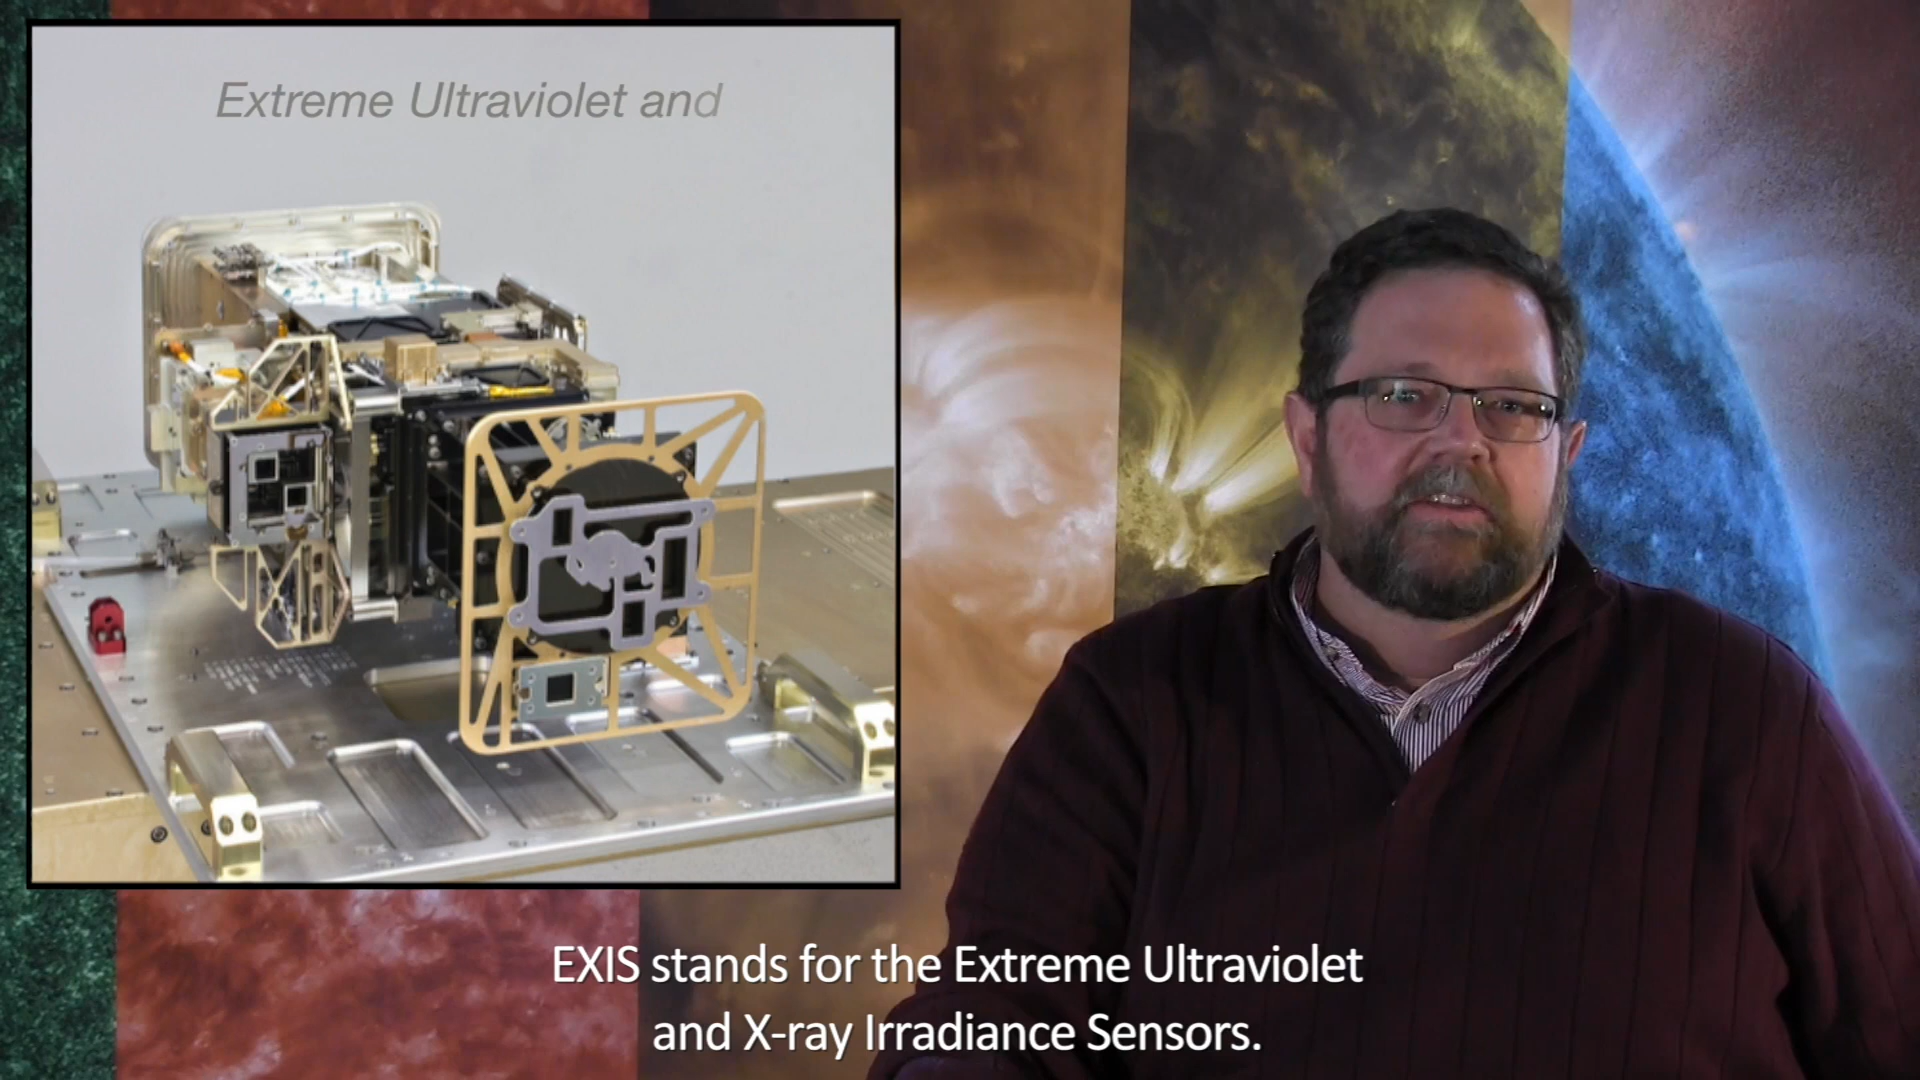 Extreme Ultraviolet and
EXIS stands for the Extreme Ultraviolet
and X-ray Irradiance Sensors.